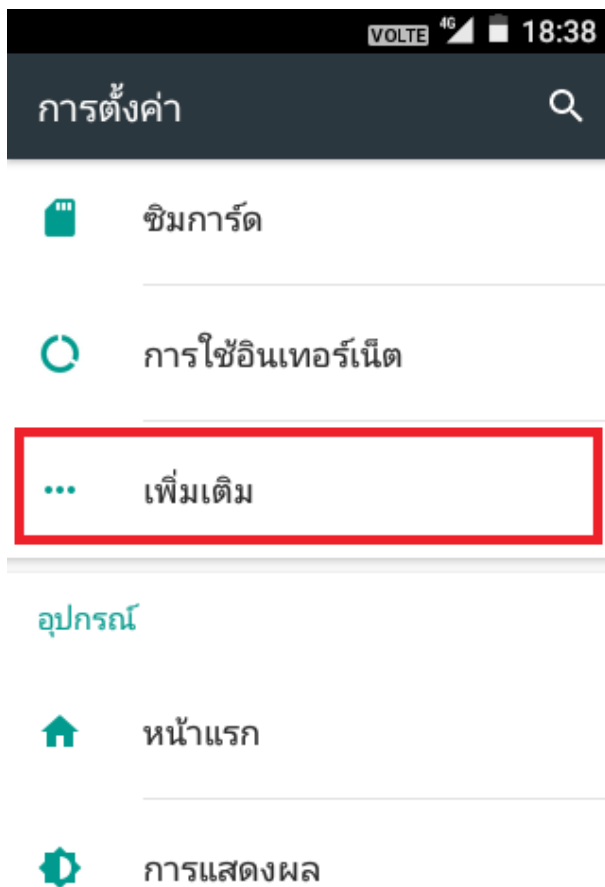 VOLTE 4G 18:38
การตั้งค่า
ซิมการ์ด
การใช้อินเทอร์เน็ต
เพิ่มเติม
อุปกรณ์
หน้าแรก
การแสดงผล